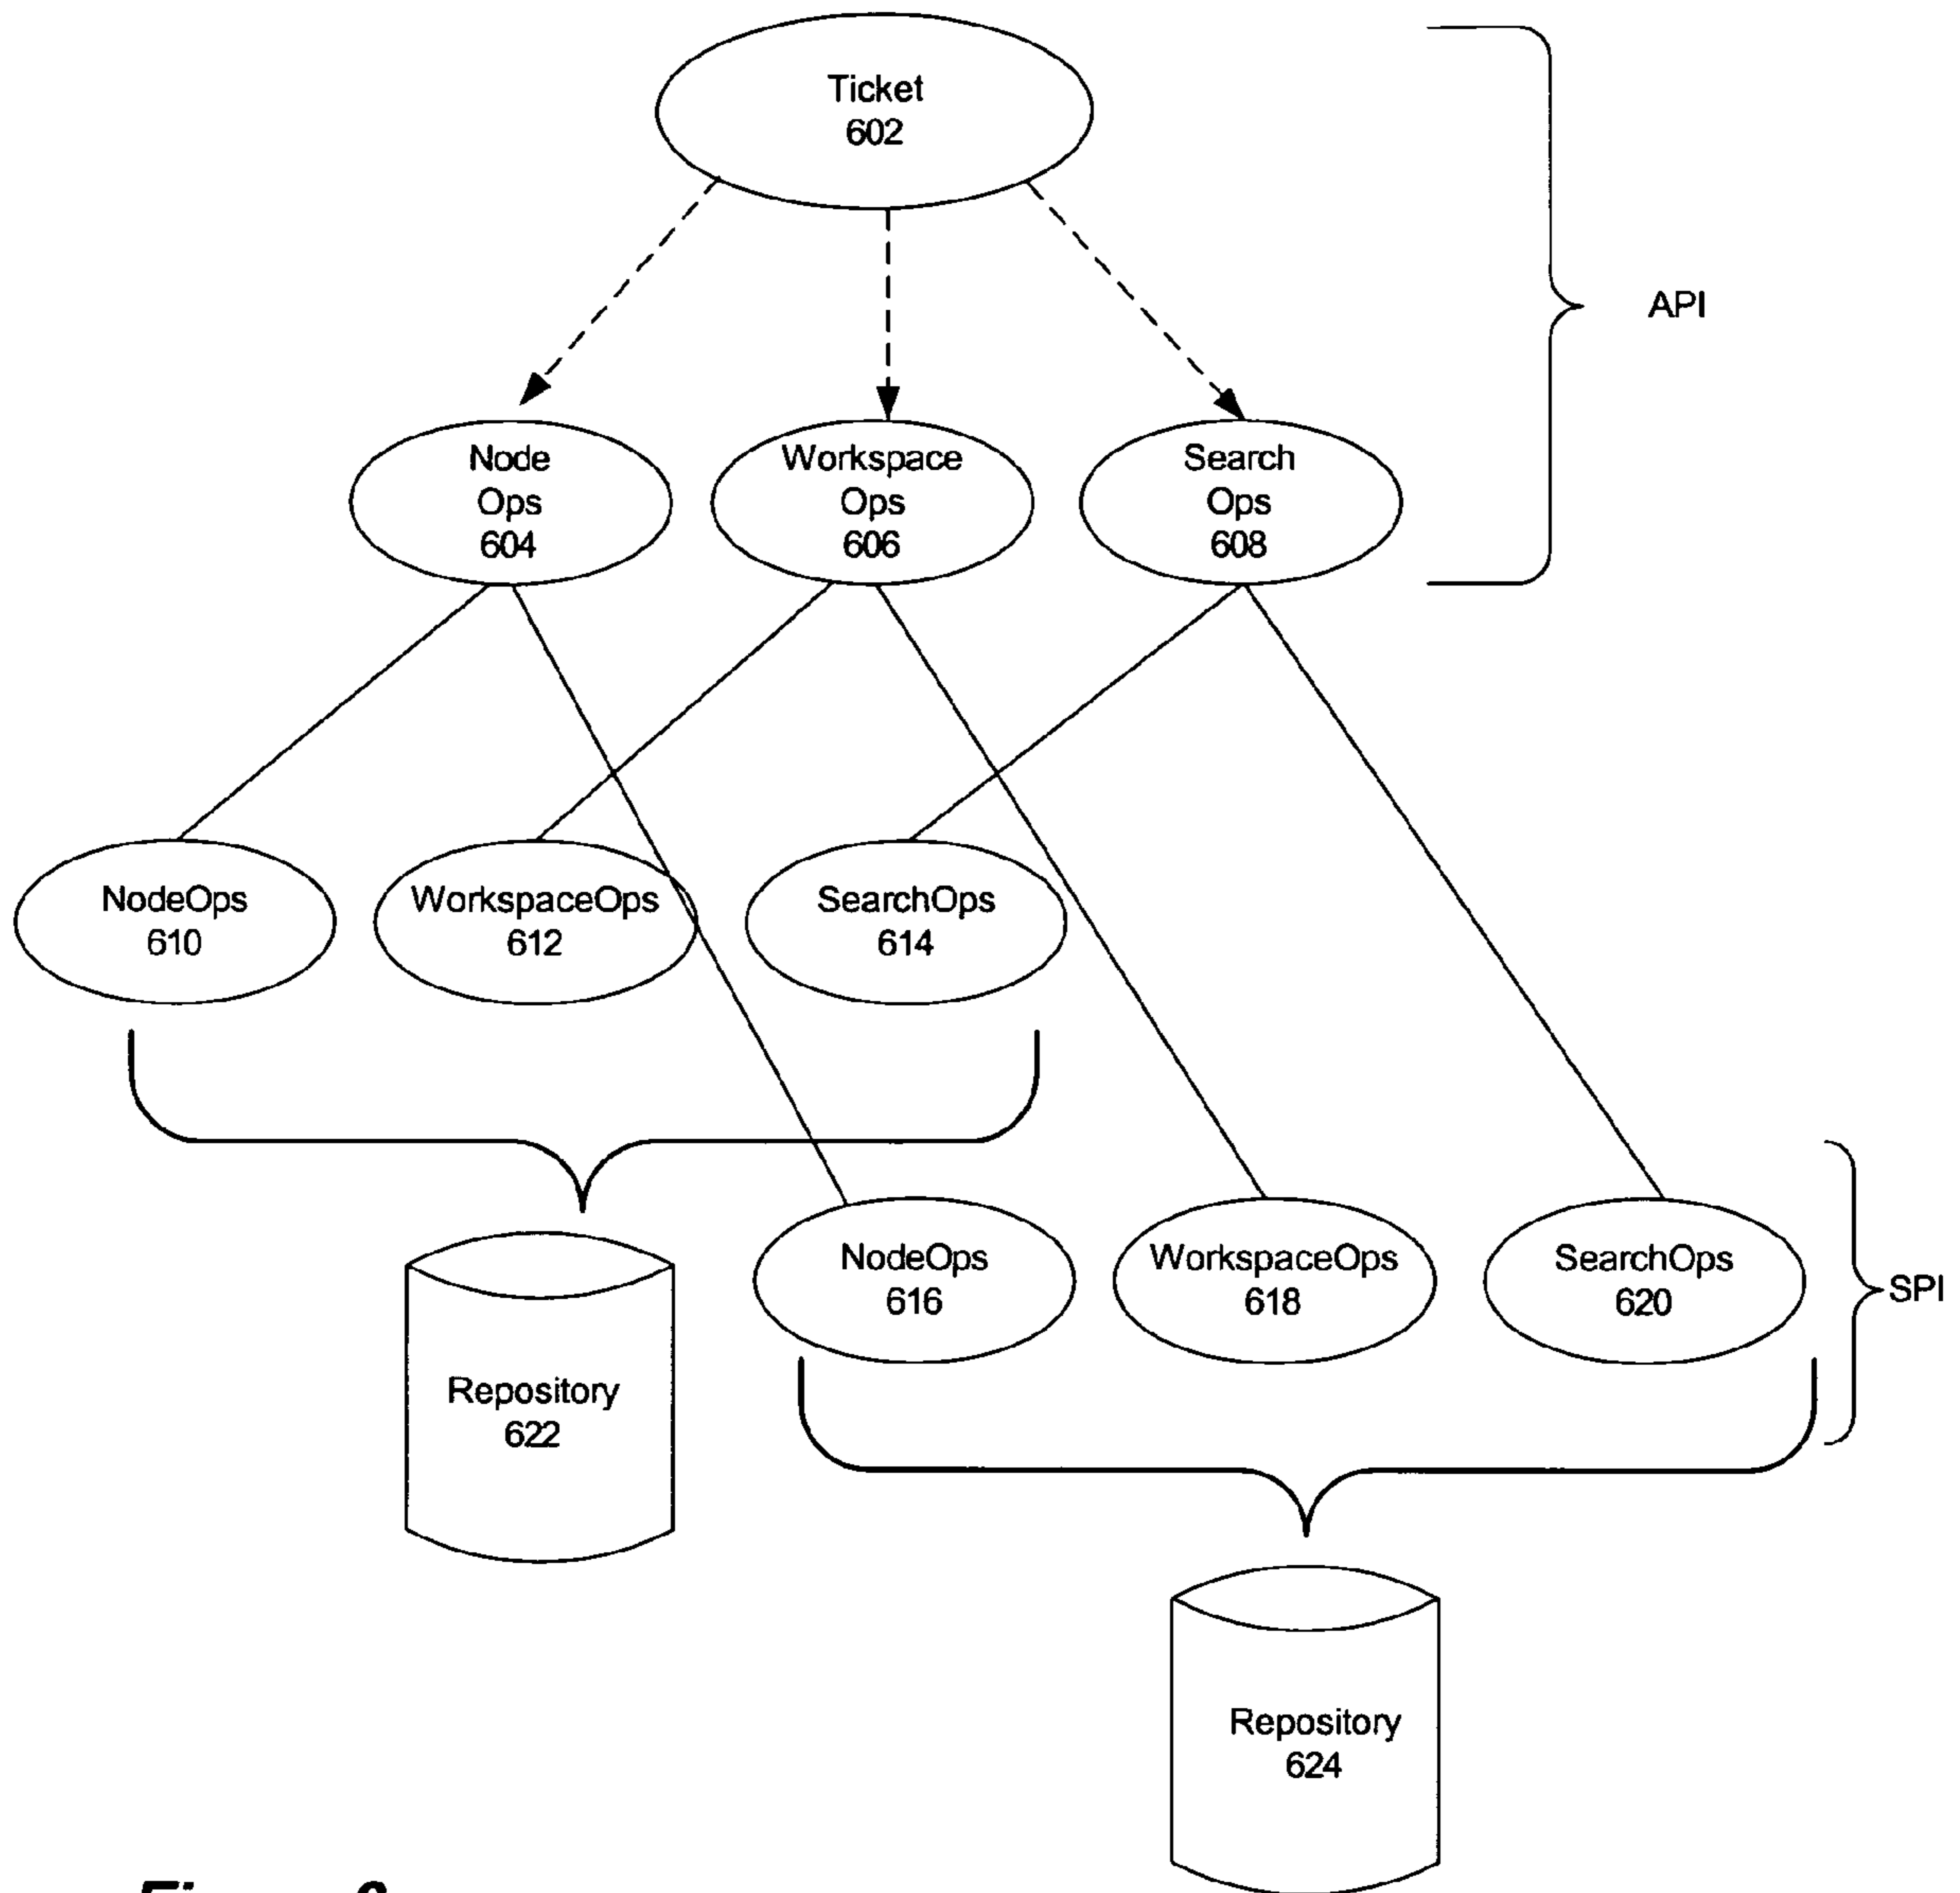 Ticket
602
API
Node
Ops
604
Workspace
Ops
606
Search
Ops
608
NodeOps
610
WorkspaceOps
612
SearchOps
614
NodeOps
616
WorkspaceOps
618
SearchOps
620
SPI
Repository
622
Repository
624